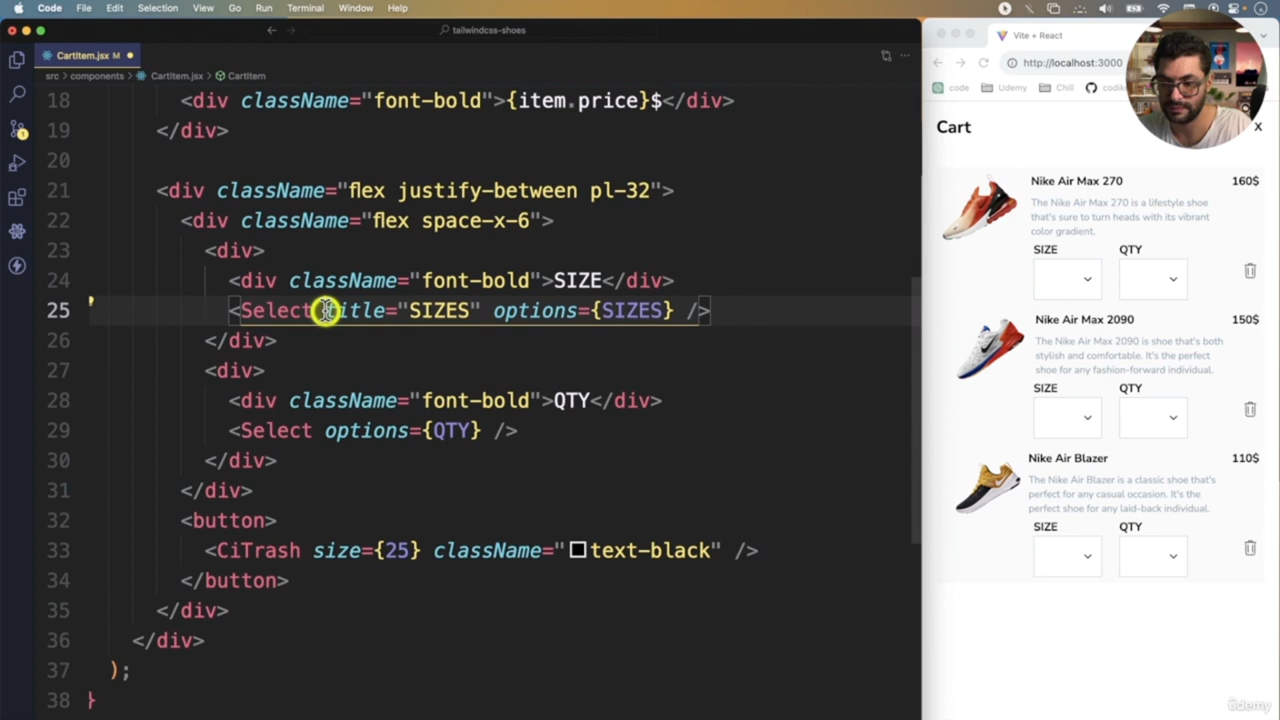 Code File Edit Selection View Go Run Terminal Window Help
tailwindcss-shoes
CartItem.jsx M
src > components > CartItem.jsx > CartItem
18 <div className="font-bold">{item.price}$</div>
19 </div>
20
21 <div className="flex justify-between pl-32">
22 <div className="flex space-x-6">
23 <div>
24 <div className="font-bold">SIZE</div>
25 <Select title="SIZES" options={SIZES} />
26 </div>
27 <div>
28 <div className="font-bold">QTY</div>
29 <Select options={QTY} />
30 </div>
31 </div>
32 <button>
33 <CiTrash size={25} className="text-black" />
34 </button>
35 </div>
36 </div>
37 );
38 }
Vite + React
http://localhost:3000
code Udemy Chill
Cart X
Nike Air Max 270 160$
The Nike Air Max 270 is a lifestyle shoe
that's sure to turn heads with its vibrant
color gradient.
SIZE QTY
Nike Air Max 2090 150$
The Nike Air Max 2090 is shoe that's both
stylish and comfortable. It's the perfect
shoe for any fashion-forward individual.
SIZE QTY
Nike Air Blazer 110$
The Nike Air Blazer is a classic shoe that's
perfect for any casual occasion. It's the
perfect shoe for any laid-back individual.
SIZE QTY
ûdemy